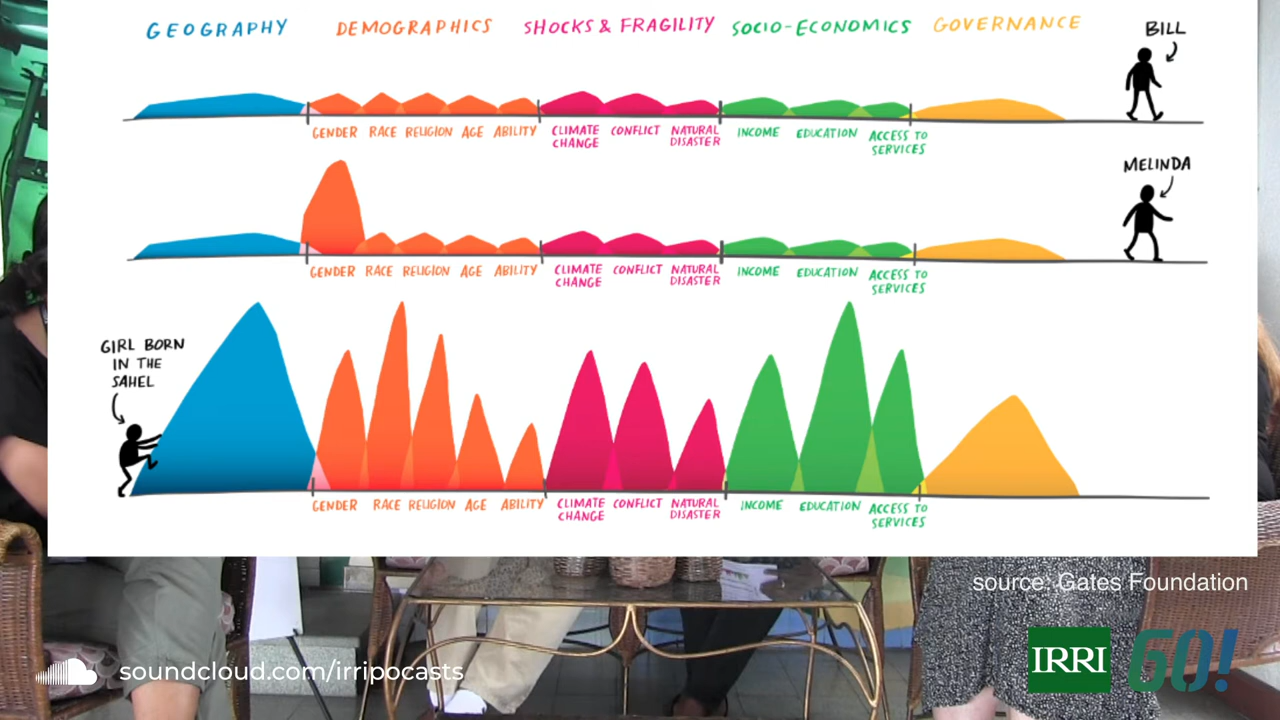 GEOGRAPHY DEMOGRAPHICS SHOCKS & FRAGILITY SOCIO-ECONOMICS GOVERNANCE
BILL
GENDER RACE RELIGION AGE ABILITY CLIMATE CHANGE CONFLICT NATURAL DISASTER INCOME EDUCATION ACCESS TO SERVICES
MELINDA
GENDER RACE RELIGION AGE ABILITY CLIMATE CHANGE CONFLICT NATURAL DISASTER INCOME EDUCATION ACCESS TO SERVICES
GIRL BORN
IN THE
SAHEL
GENDER RACE RELIGION AGE ABILITY CLIMATE CHANGE CONFLICT NATURAL DISASTER INCOME EDUCATION ACCESS TO SERVICES
source: Gates Foundation
soundcloud.com/irripocasts
IRRI GO!